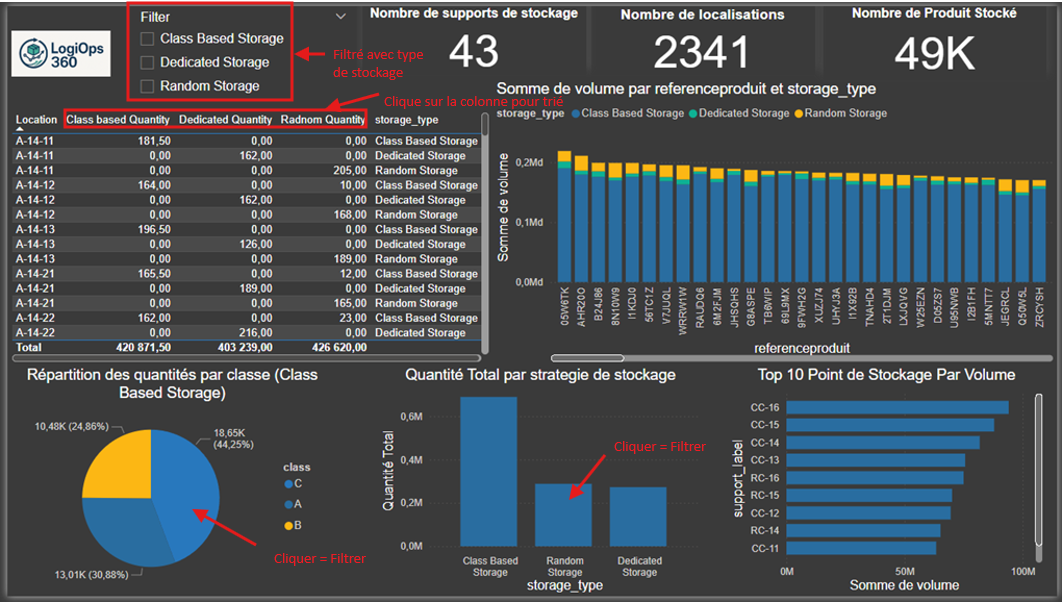 LogiOps
360
Filter
Class Based Storage
Dedicated Storage
Random Storage
Filtré avec type
de stockage
Nombre de supports de stockage
43
Nombre de localisations
2341
Nombre de Produit Stocké
49K
Clique sur la colonne pour trié
Location Class based Quantity Dedicated Quantity Radnom Quantity storage_type
A-14-11 181,50 0,00 0,00 Class Based Storage
A-14-11 0,00 162,00 0,00 Dedicated Storage
A-14-11 0,00 0,00 205,00 Random Storage
A-14-12 164,00 0,00 10,00 Class Based Storage
A-14-12 0,00 162,00 0,00 Dedicated Storage
A-14-12 0,00 0,00 168,00 Random Storage
A-14-13 196,50 0,00 0,00 Class Based Storage
A-14-13 0,00 126,00 0,00 Dedicated Storage
A-14-13 0,00 0,00 189,00 Random Storage
A-14-21 165,50 0,00 12,00 Class Based Storage
A-14-21 0,00 189,00 0,00 Dedicated Storage
A-14-21 0,00 0,00 165,00 Random Storage
A-14-22 162,00 0,00 23,00 Class Based Storage
A-14-22 0,00 216,00 0,00 Dedicated Storage
Total 420 871,50 403 239,00 426 620,00
Somme de volume par referenceproduit et storage_type
storage_type Class Based Storage Dedicated Storage Random Storage
Somme de volume
0,2Md
0,1Md
0,0Md
05W6TK
AHR20O
B24J86
8N10W9
I1KDJ0
56TC1Z
V7JUQL
WRRW1W
RAUDQ6
6M2FJM
JHSQHS
G8ASPE
TB6WIP
69L9MX
9FWH2G
XUZJ74
UHYJ3A
I1X92B
TNAHD4
2T1DJM
LXJQVG
W25EZN
D05ZS7
U95NWB
I2B1FH
5MNTT7
JEGRCL
Q50W5L
ZRCYSH
referenceproduit
Répartition des quantités par classe (Class
Based Storage)
10,48K (24,86%)
18,65K
(44,25%)
13,01K (30,88%)
class
C
A
B
Cliquer = Filtrer
Quantité Total par strategie de stockage
Quantité Total
0,6M
0,4M
0,2M
0,0M
Cliquer = Filtrer
Class Based
Storage
Random
Storage
Dedicated
Storage
storage_type
Top 10 Point de Stockage Par Volume
support_label
CC-16
CC-15
CC-14
CC-13
RC-16
RC-15
CC-12
RC-14
CC-11
0M 50M 100M
Somme de volume